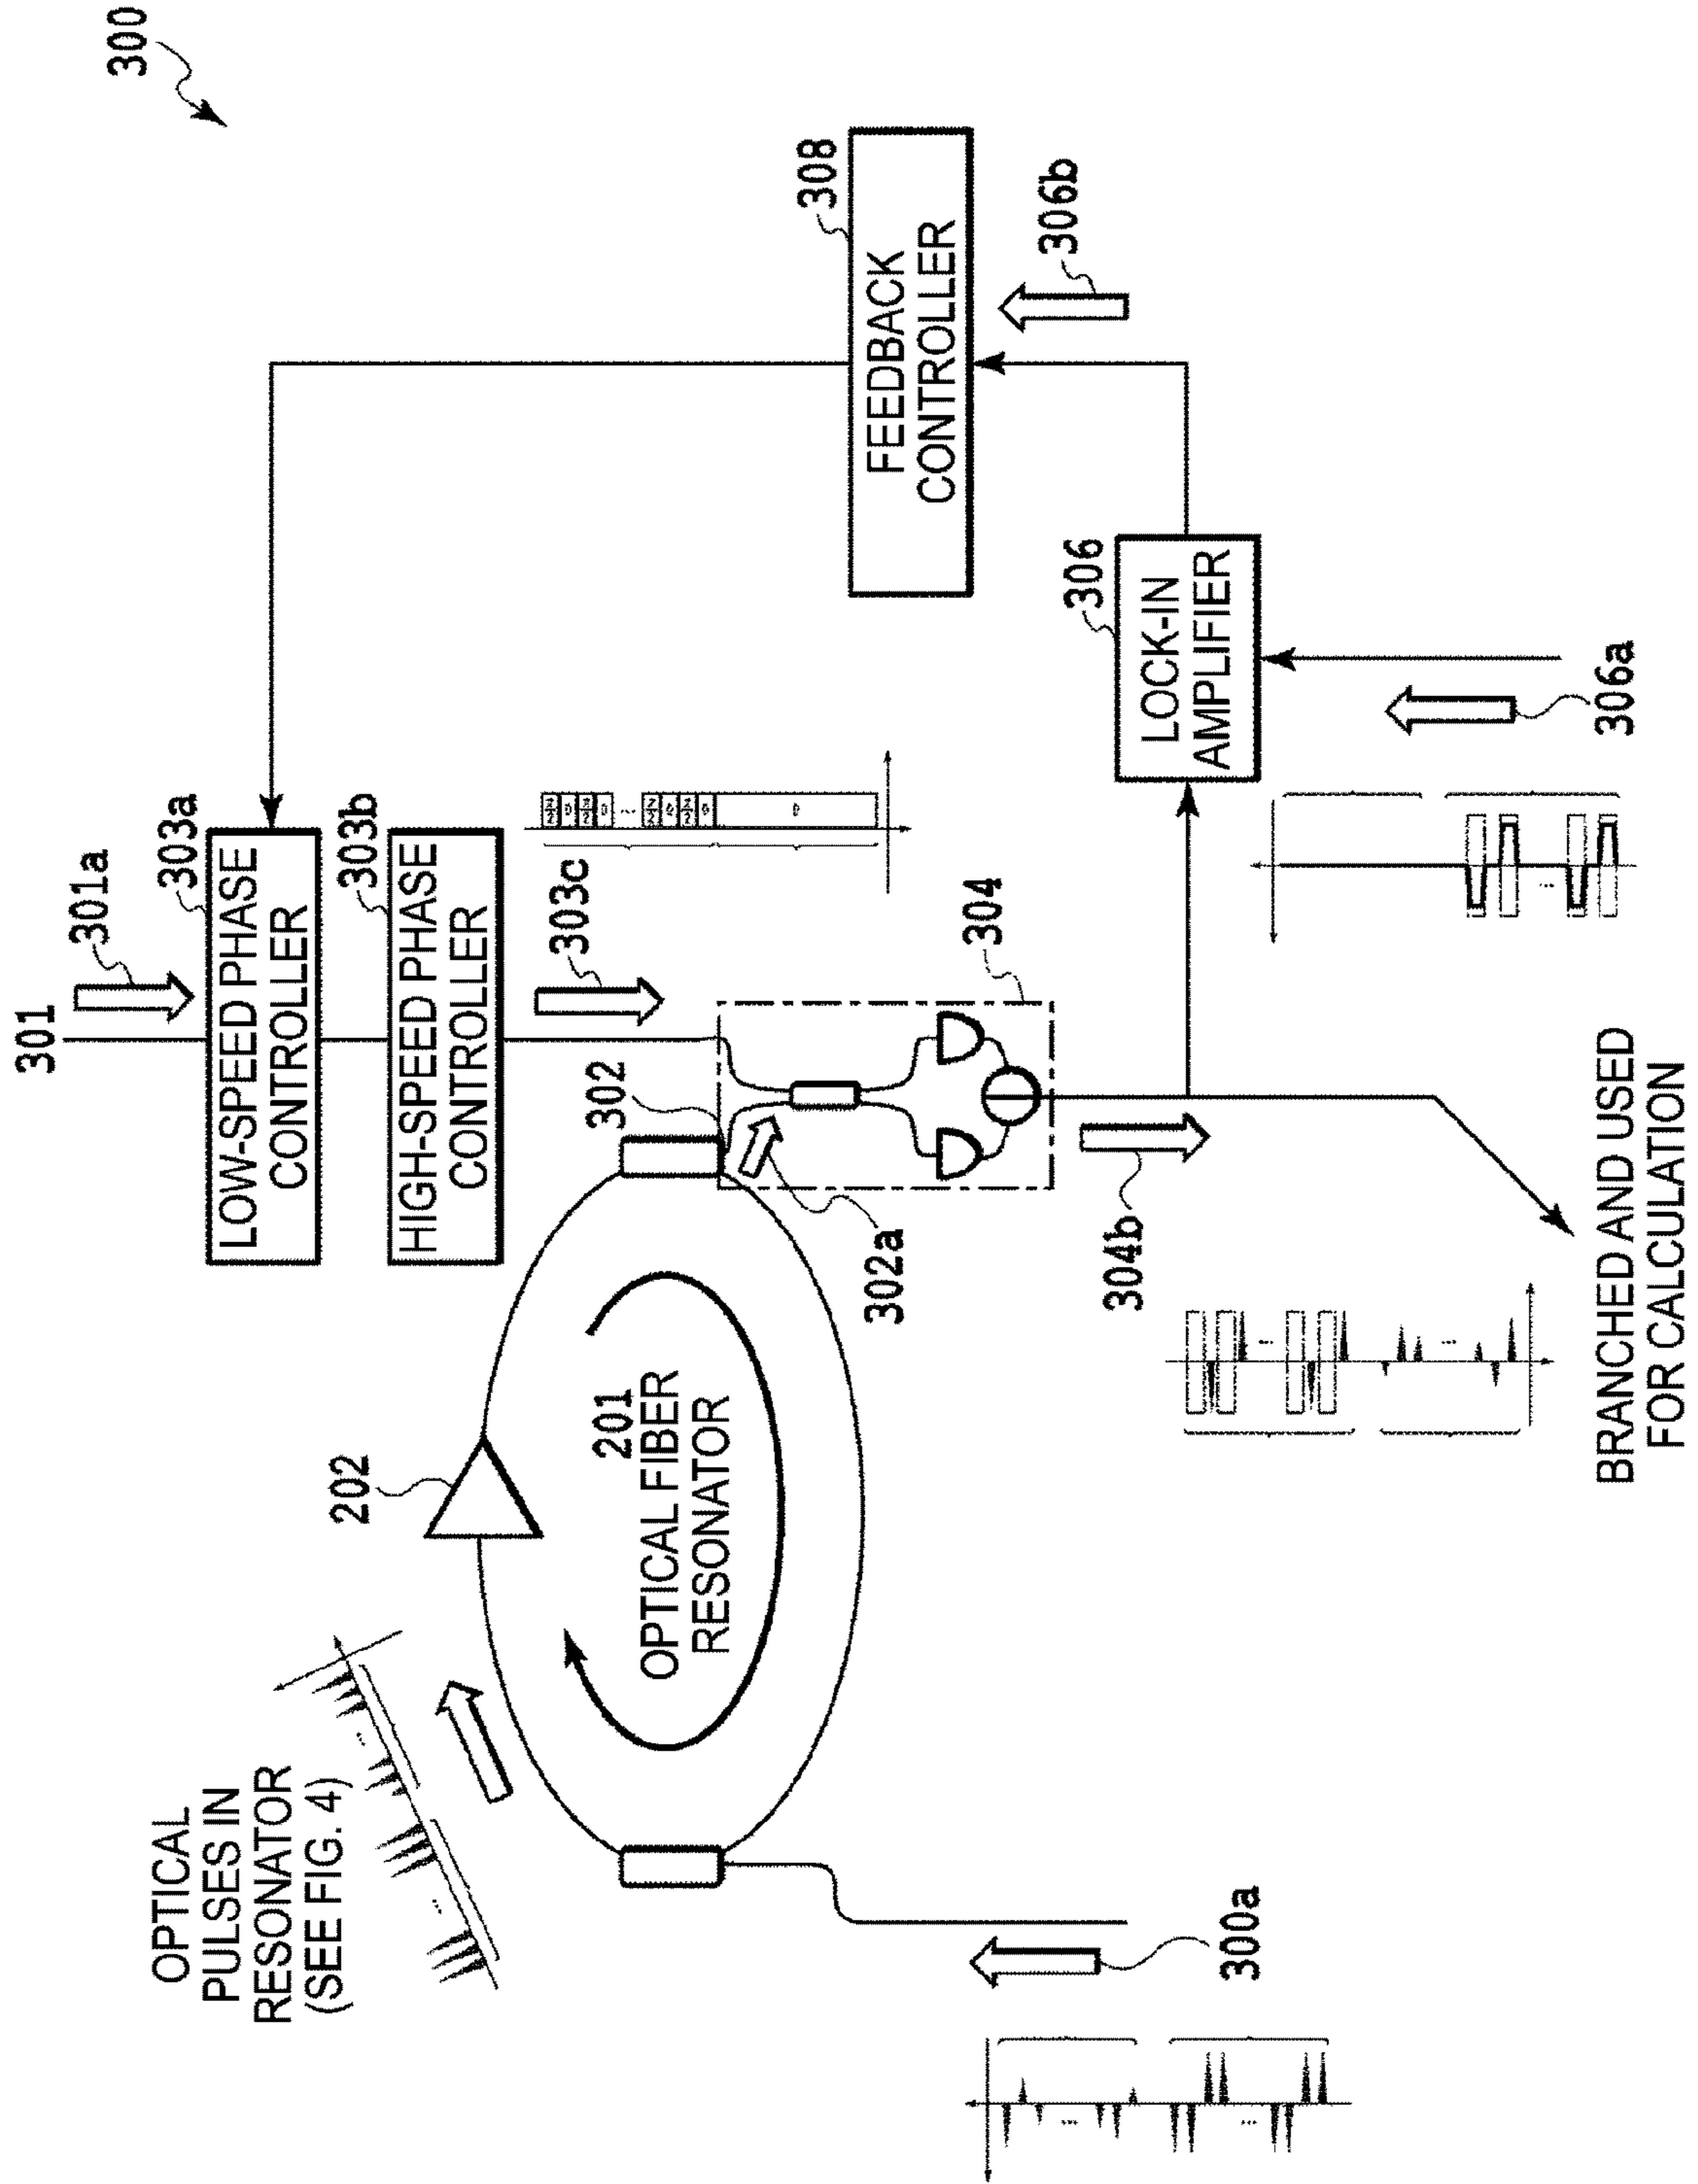 300
OPTICAL
PULSES IN
RESONATOR
(SEE FIG. 4)
202
301
301a
LOW-SPEED PHASE
CONTROLLER
303a
HIGH-SPEED PHASE
CONTROLLER
303b
303c
201
OPTICAL FIBER
RESONATOR
302
302a
304
304b
FEEDBACK
CONTROLLER
308
306b
LOCK-IN
AMPLIFIER
306
306a
300a
BRANCHED AND USED
FOR CALCULATION